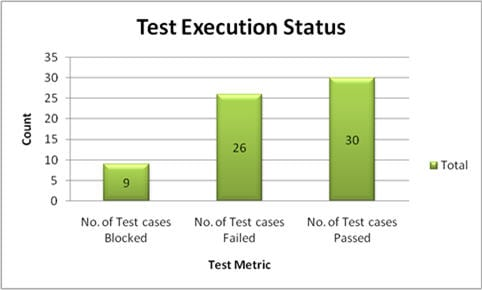 Test Execution Status
Count
35
30
25
20
15
10
5
0
9
26
30
No. of Test cases
Blocked
No. of Test cases
Failed
No. of Test cases
Passed
Test Metric
Total